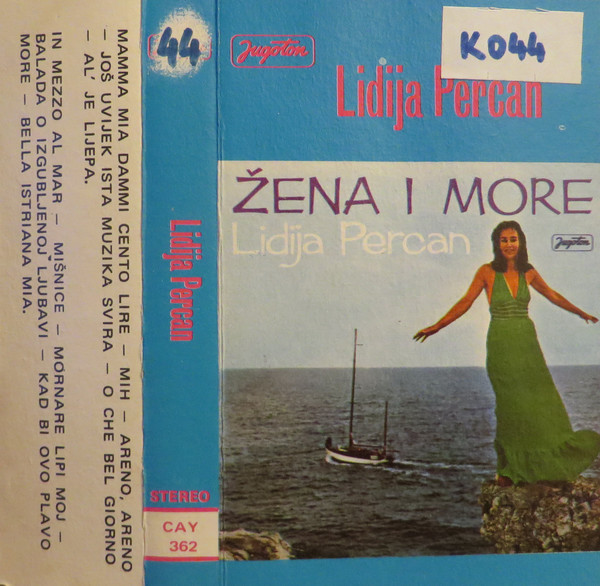 MAMMA MIA DAMMI CENTO LIRE – MIH – ARENO, ARENO
– JOŠ UVIJEK ISTA MUZIKA SVIRA – O CHE BEL GIORNO
– AL' JE LIJEPA.
IN MEZZO AL MAR – MIŠNICE – MORNARE LIPI MOJ –
BALADA O IZGUBLJENOJ LJUBAVI – KAD BI OVO PLAVO
MORE – BELLA ISTRIANA MIA.
44
Lidija Percan
STEREO
CAY
362
Jugoton
K044
Lidija Percan
ŽENA I MORE
Lidija Percan
Jugoton